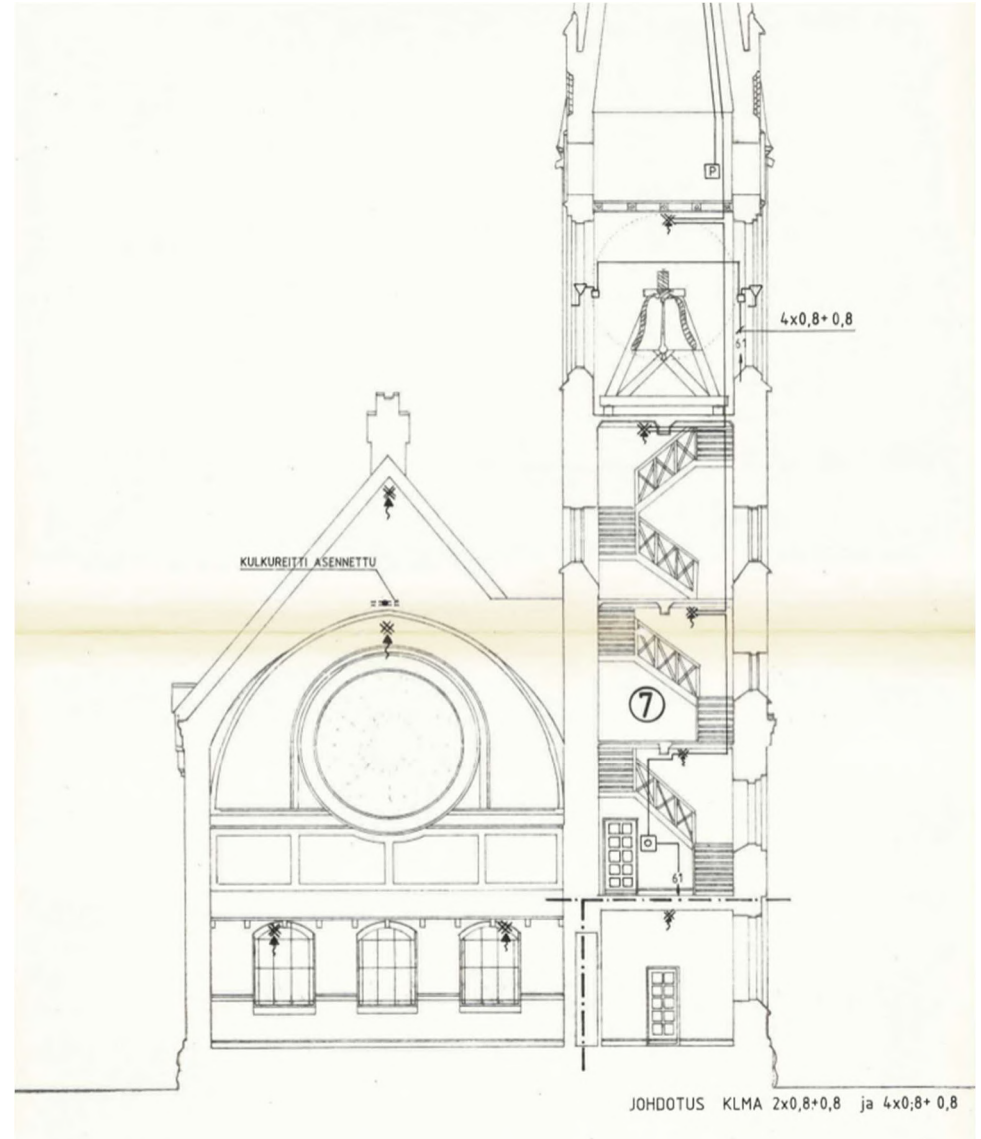 P
4x0,8+ 0,8
61
KULKUREITTI ASENNETTU
7
61
JOHDOTUS KLMA 2x0,8+0,8 ja 4x0,8+ 0,8